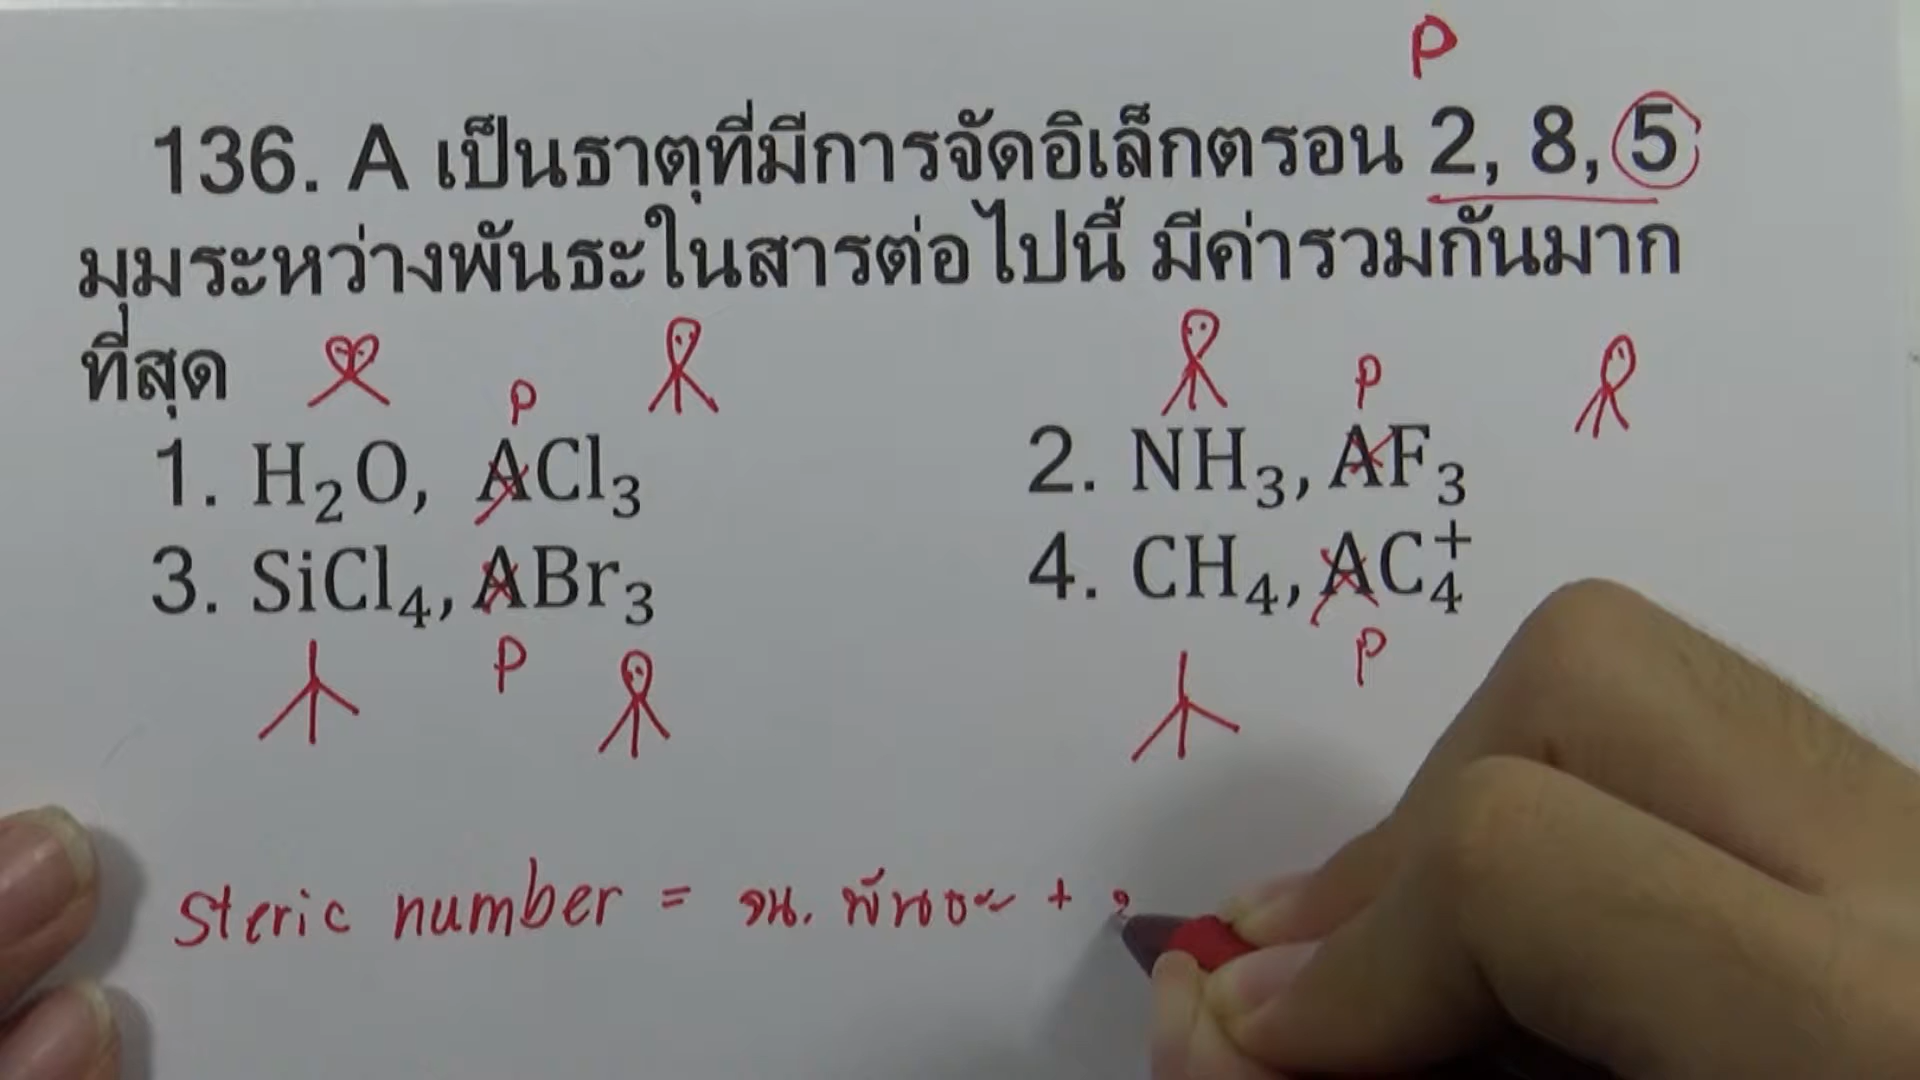 P
136. A เป็นธาตุที่มีการจัดอิเล็กตรอน 2, 8, 5
มุมระหว่างพันธะในสารต่อไปนี้ มีค่ารวมกันมาก
ที่สุด
P P
1. H₂O, ACl₃ 2. NH₃, AF₃
3. SiCl₄, ABr₃ 4. CH₄, AC₄⁺
P P
Steric number = จน. พันธะ +